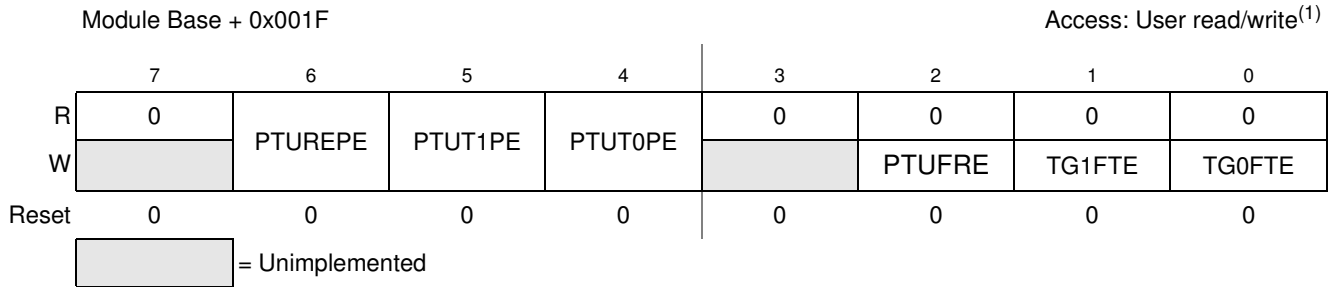 Module Base + 0x001F Access: User read/write(1)
7 6 5 4 3 2 1 0
R 0 PTUREPE PTUT1PE PTUT0PE 0 0 0 0
W PTUFRE TG1FTE TG0FTE
Reset 0 0 0 0 0 0 0 0
= Unimplemented